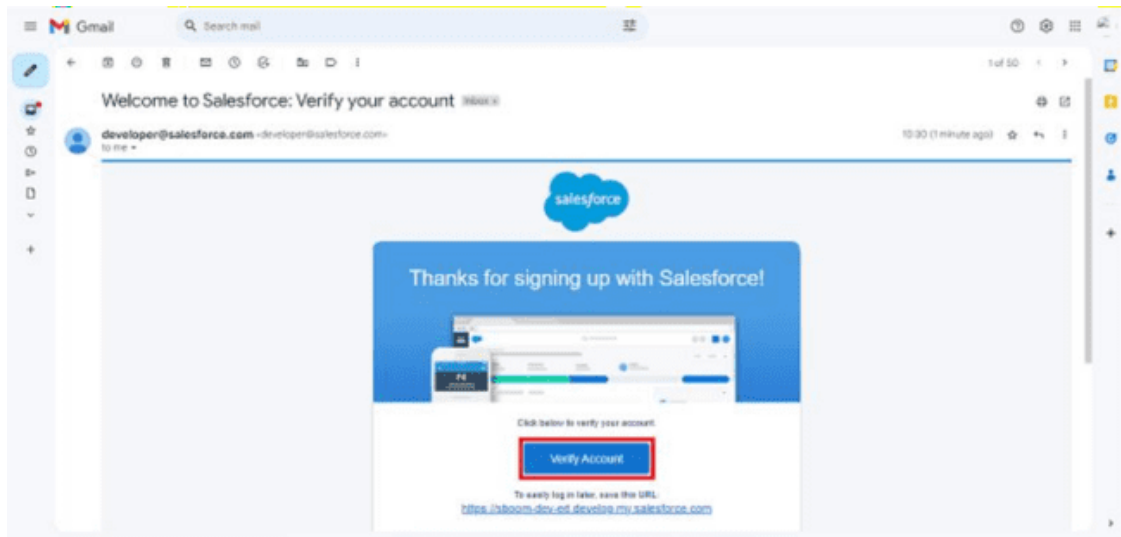 Gmail
Search mail
1 of 50
Welcome to Salesforce: Verify your account Inbox x
developer@salesforce.com <developer@salesforce.com>
10:30 (1 minute ago)
to me
salesforce
Thanks for signing up with Salesforce!
Click below to verify your account.
Verify Account
To easily log in later, save this URL:
https://sboom-dev-ed.develop.my.salesforce.com